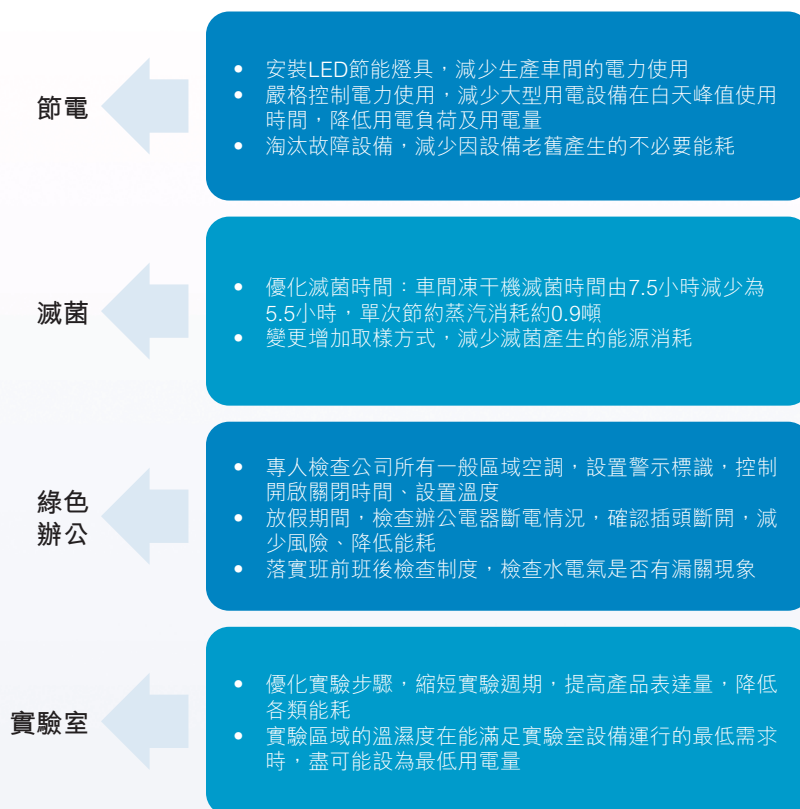 節電
• 安裝LED節能燈具，減少生產車間的電力使用
• 嚴格控制電力使用，減少大型用電設備在白天峰值使用
時間，降低用電負荷及用電量
• 淘汰故障設備，減少因設備老舊產生的不必要能耗
滅菌
• 優化滅菌時間：車間凍干機滅菌時間由7.5小時減少為
5.5小時，單次節約蒸汽消耗約0.9噸
• 變更增加取樣方式，減少滅菌產生的能源消耗
綠色
辦公
• 專人檢查公司所有一般區域空調，設置警示標識，控制
開啟關閉時間、設置溫度
• 放假期間，檢查辦公電器斷電情況，確認插頭斷開，減
少風險、降低能耗
• 落實班前班後檢查制度，檢查水電氣是否有漏關現象
實驗室
• 優化實驗步驟，縮短實驗週期，提高產品表達量，降低
各類能耗
• 實驗區域的溫濕度在能滿足實驗室設備運行的最低需求
時，盡可能設為最低用電量